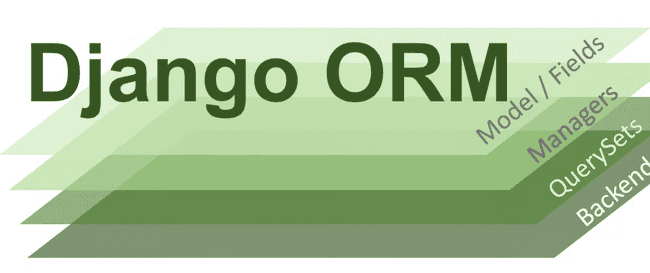 Django ORM
Model / Fields
Managers
QuerySets
Backend